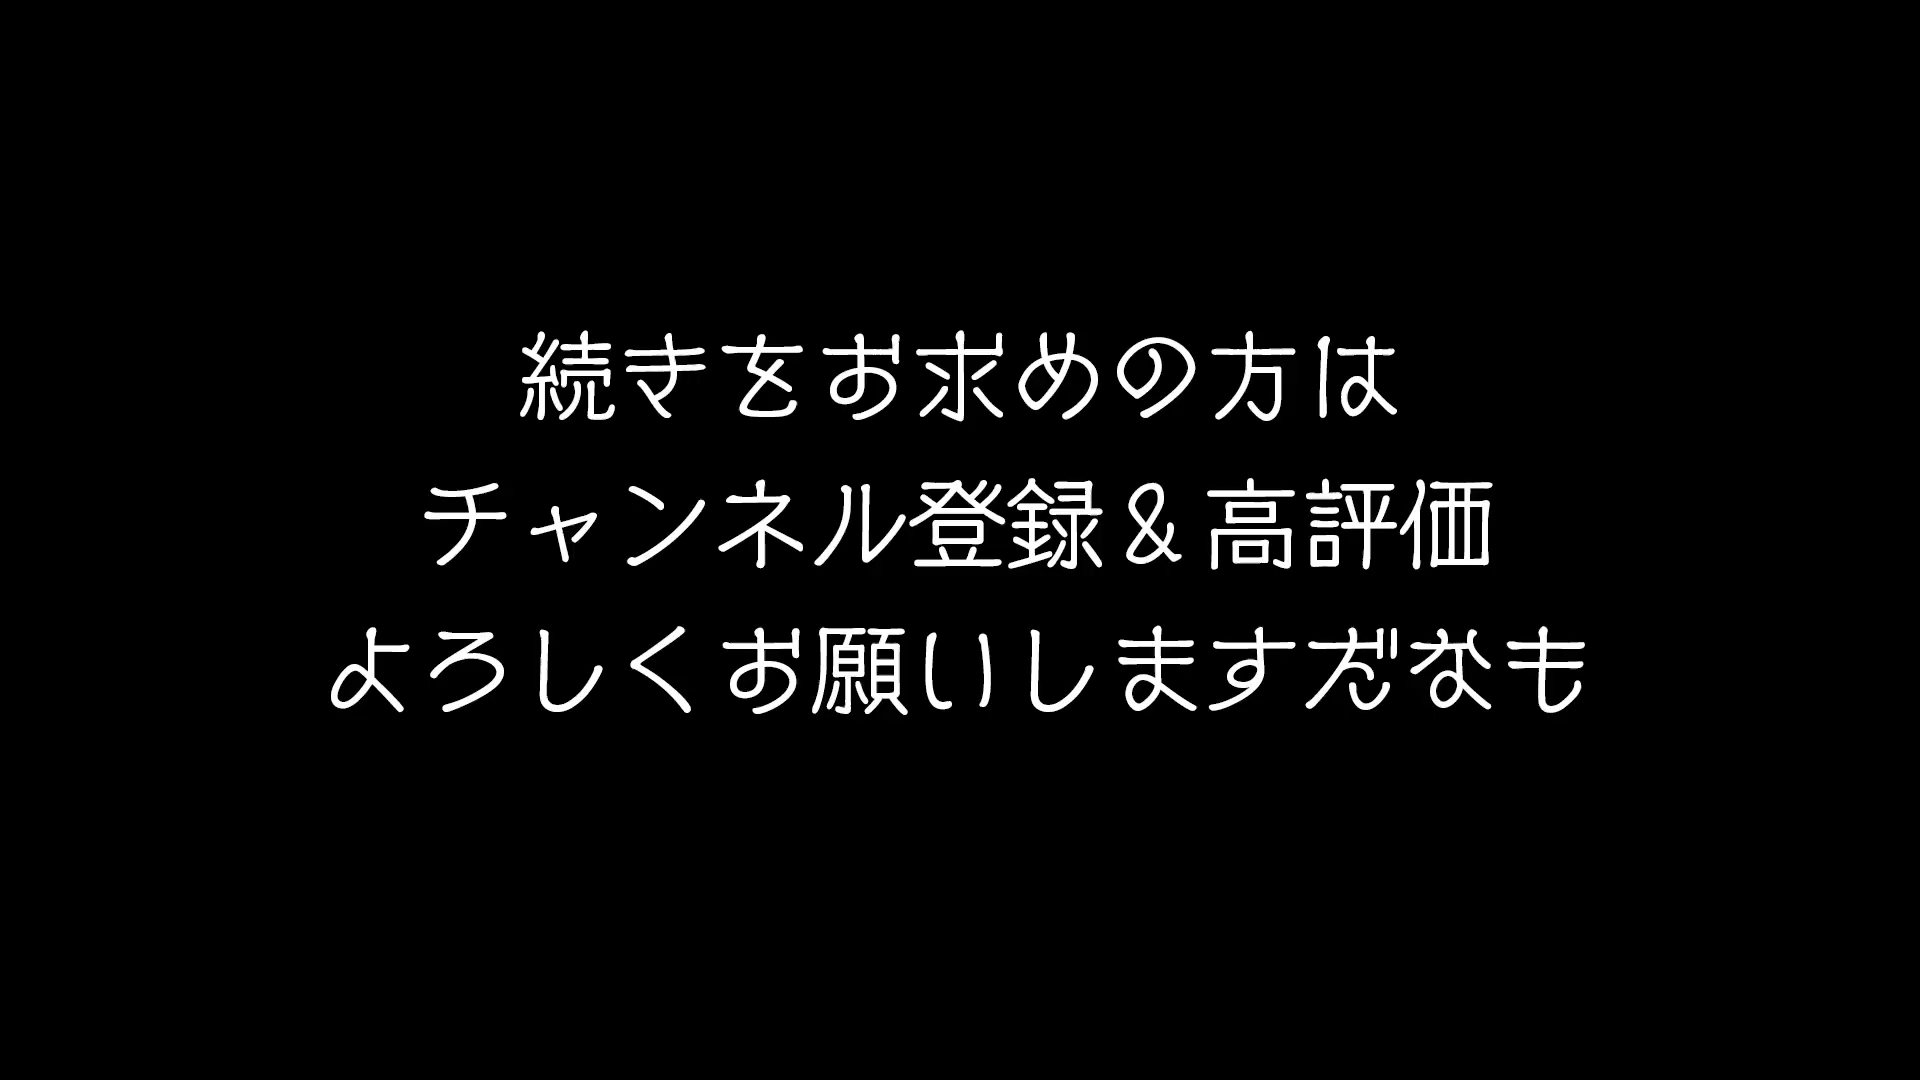 続きをお求めの方は
チャンネル登録＆高評価
よろしくお願いしますだなも